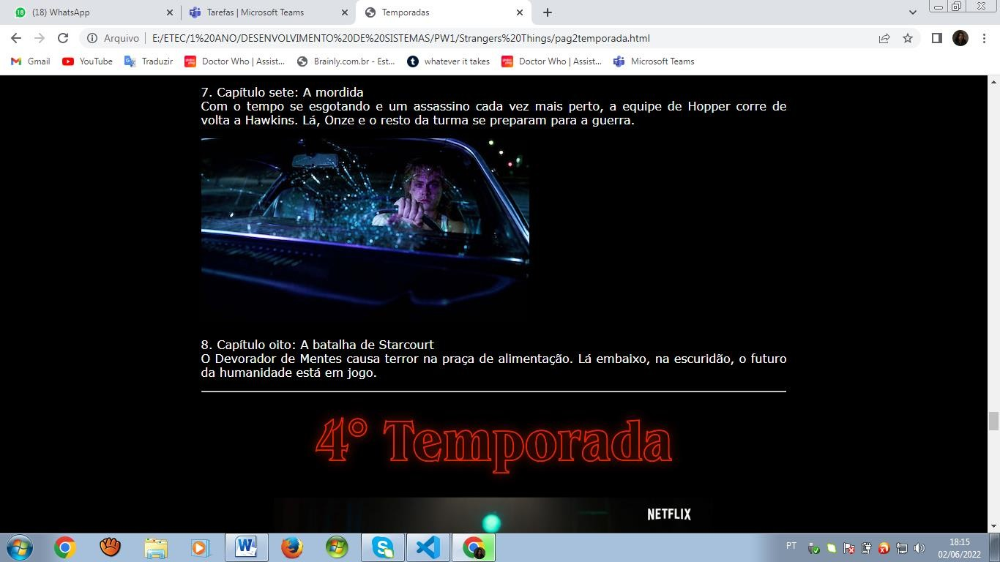 (18) WhatsApp
Tarefas | Microsoft Teams
Temporadas
Arquivo
E:/ETEC/1%20ANO/DESENVOLVIMENTO%20DE%20SISTEMAS/PW1/Strangers%20Things/pag2temporada.html
Gmail
YouTube
Traduzir
Doctor Who | Assist...
Brainly.com.br - Est...
whatever it takes
Doctor Who | Assist...
Microsoft Teams
7. Capítulo sete: A mordida
Com o tempo se esgotando e um assassino cada vez mais perto, a equipe de Hopper corre de
volta a Hawkins. Lá, Onze e o resto da turma se preparam para a guerra.
8. Capítulo oito: A batalha de Starcourt
O Devorador de Mentes causa terror na praça de alimentação. Lá embaixo, na escuridão, o futuro
da humanidade está em jogo.
4° Temporada
NETFLIX
PT
18:15
02/06/2022